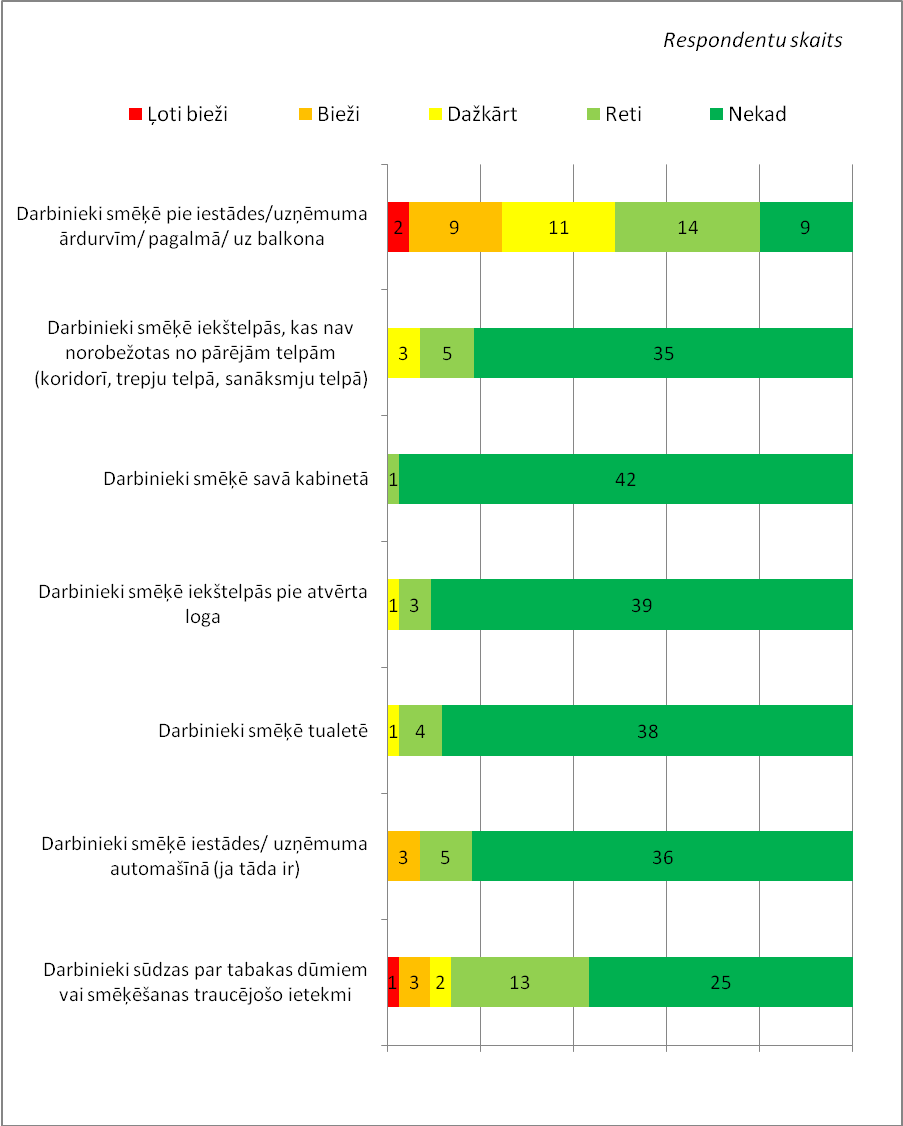 Respondentu skaits
Ļoti bieži Bieži Dažkārt Reti Nekad
Darbinieki smēķē pie iestādes/uzņēmuma
ārdurvīm/ pagalmā/ uz balkona
2 9 11 14 9
Darbinieki smēķē iekštelpās, kas nav
norobežotas no pārējām telpām
(koridorī, trepju telpā, sanāksmju telpā)
3 5 35
Darbinieki smēķē savā kabinetā
1 42
Darbinieki smēķē iekštelpās pie atvērta
loga
1 3 39
Darbinieki smēķē tualetē
1 4 38
Darbinieki smēķē iestādes/ uzņēmuma
automašīnā (ja tāda ir)
3 5 36
Darbinieki sūdzas par tabakas dūmiem
vai smēķēšanas traucējošo ietekmi
1 3 2 13 25